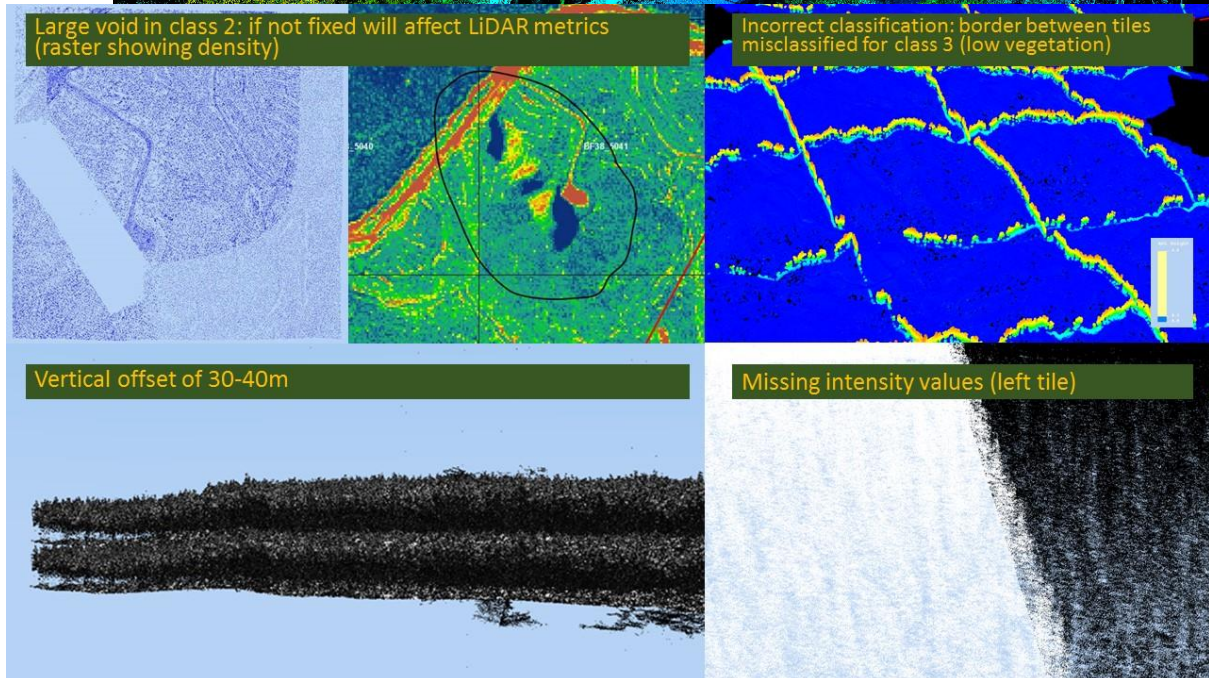 Large void in class 2: if not fixed will affect LiDAR metrics
(raster showing density)
Incorrect classification: border between tiles
misclassified for class 3 (low vegetation)
5040
5041
Vertical offset of 30-40m
Missing intensity values (left tile)